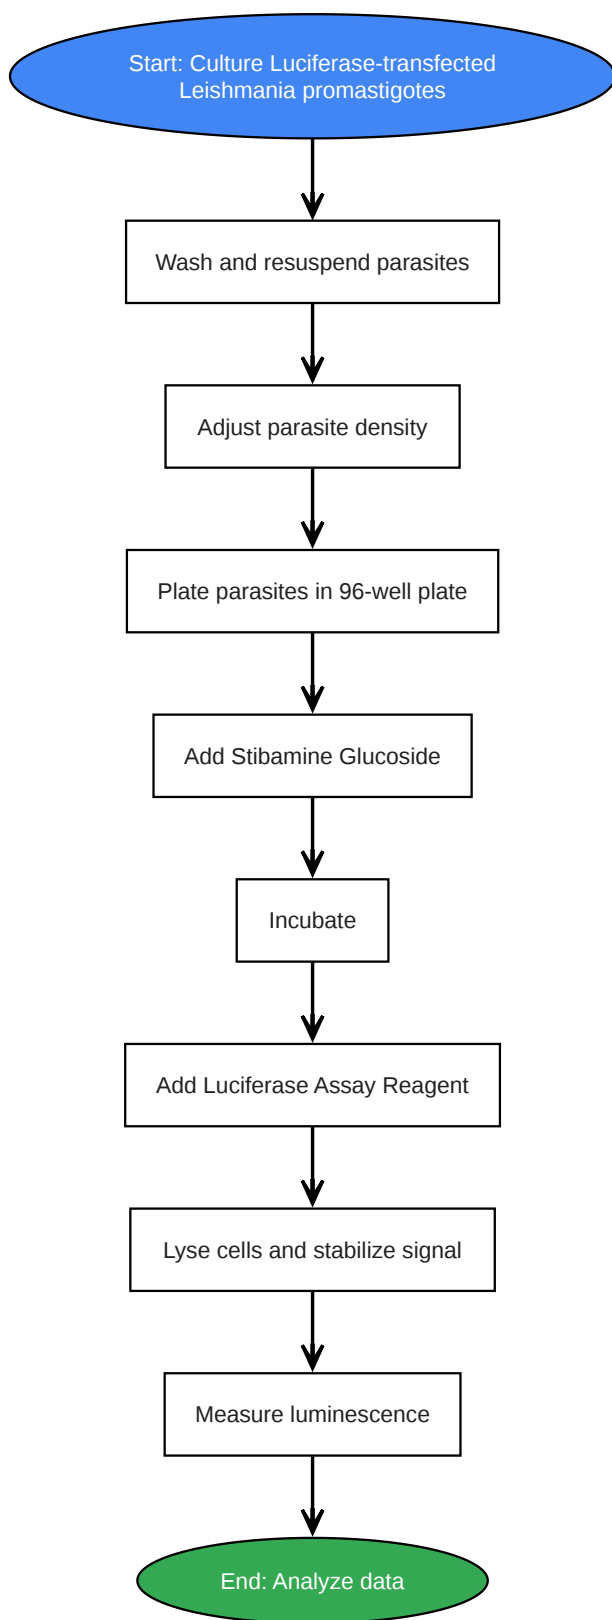 Start: Culture Luciferase-transfected
Leishmania promastigotes
Wash and resuspend parasites
Adjust parasite density
Plate parasites in 96-well plate
Add Stibamine Glucoside
Incubate
Add Luciferase Assay Reagent
Lyse cells and stabilize signal
Measure luminescence
End: Analyze data